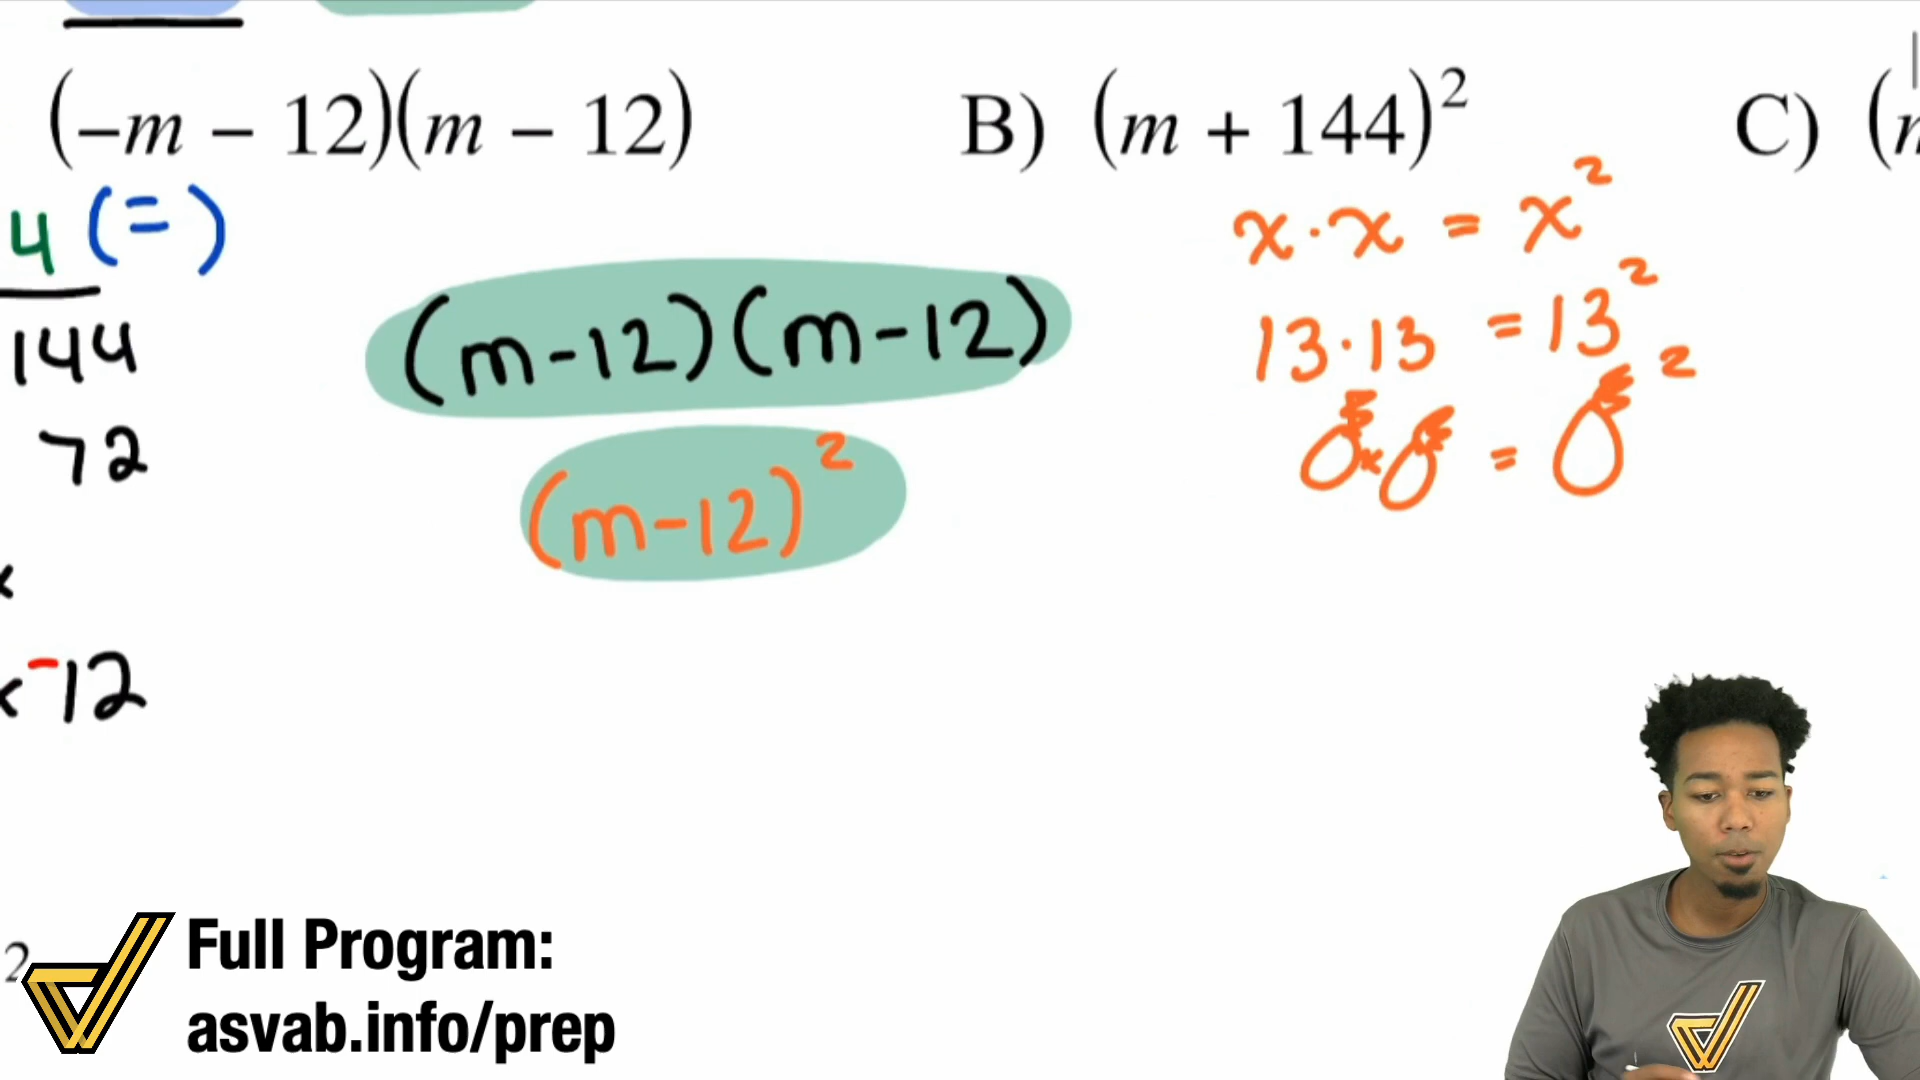 (−m − 12)(m − 12)
B) (m + 144)²
C) (
4 (=)
x·x = x²
144
(m-12)(m-12)
13·13 = 13²
72
(m-12)²
-12
2
Full Program:
asvab.info/prep